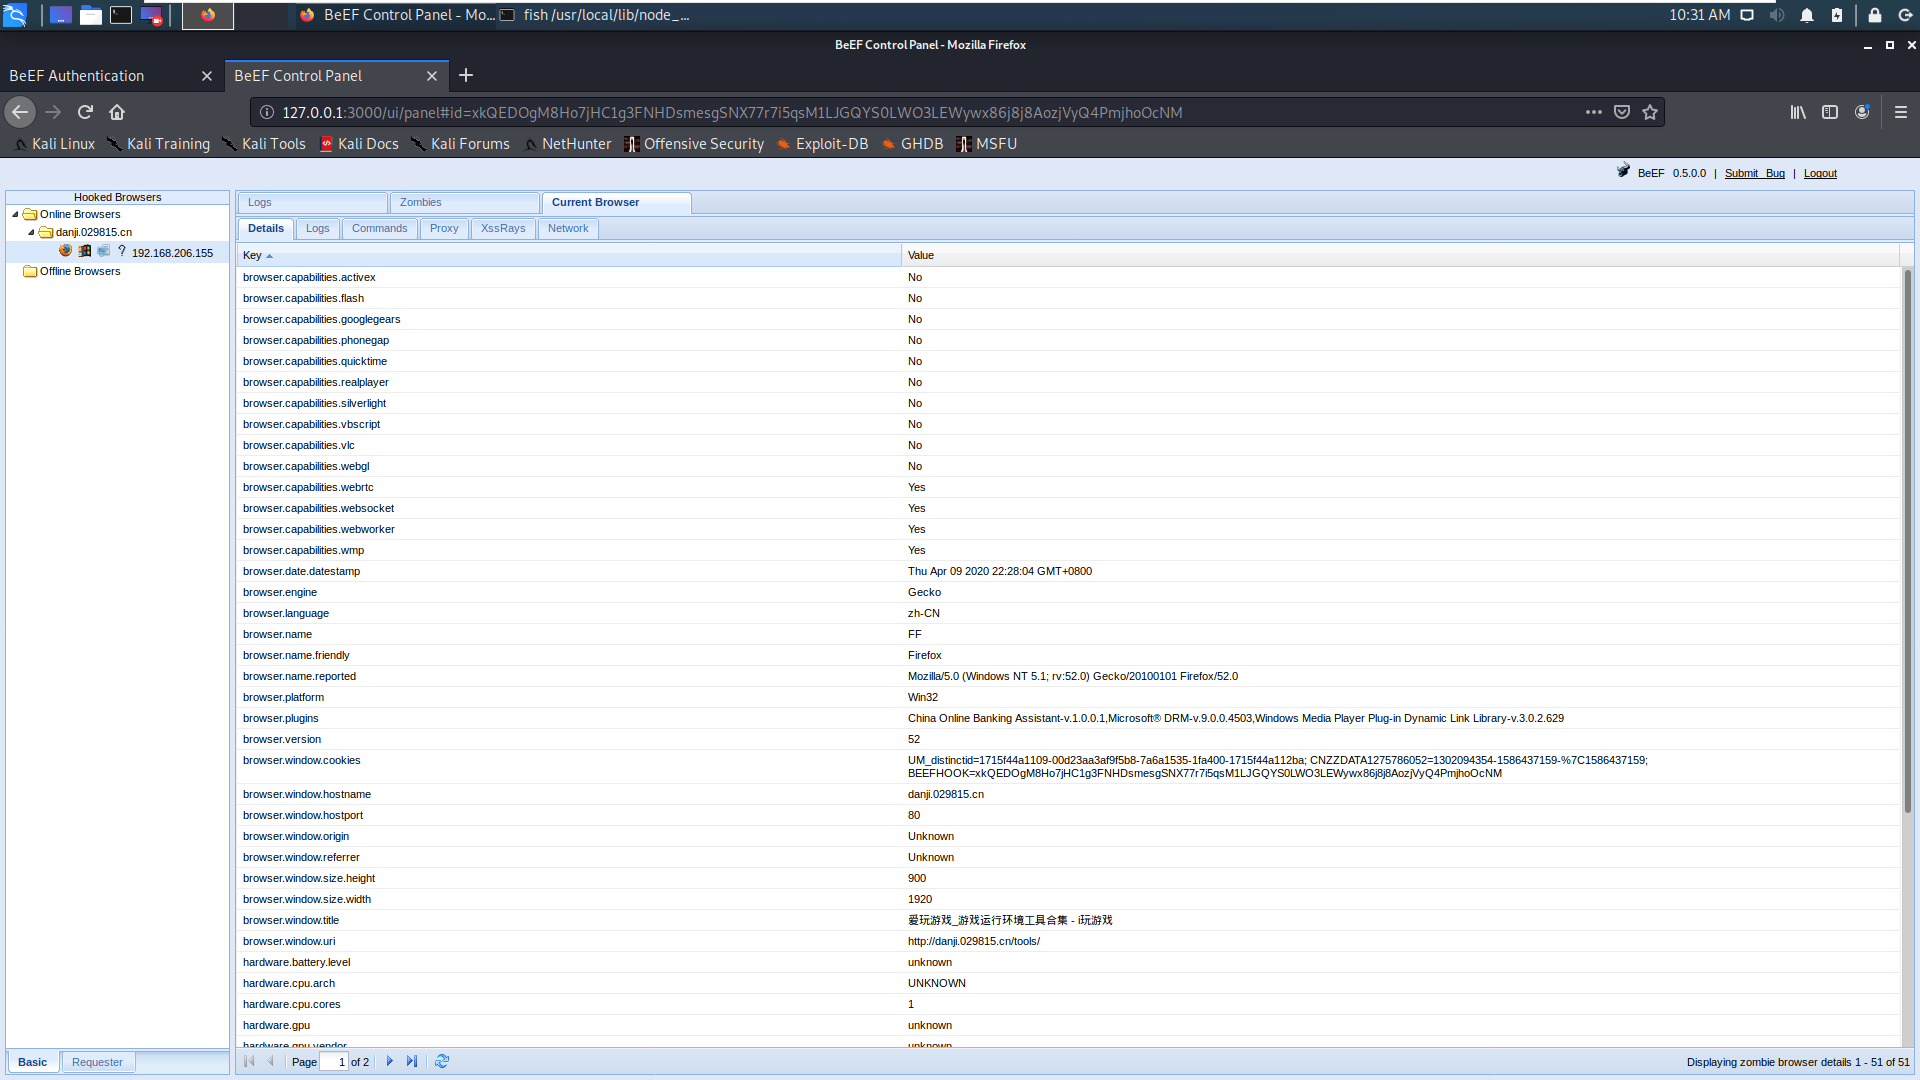 BeEF Control Panel - Mo...
fish /usr/local/lib/node_...
10:31 AM
BeEF Control Panel - Mozilla Firefox
BeEF Authentication
BeEF Control Panel
127.0.0.1:3000/ui/panel#id=xkQEDOgM8Ho7jHC1g3FNHDsmesgSNX77r7i5qsM1LJGQYS0LWO3LEWywx86j8j8AozjVyQ4PmjhoOcNM
Kali Linux Kali Training Kali Tools Kali Docs Kali Forums NetHunter Offensive Security Exploit-DB GHDB MSFU
BeEF 0.5.0.0 | Submit Bug | Logout
Hooked Browsers
Online Browsers
danji.029815.cn
? 192.168.206.155
Offline Browsers
Logs Zombies Current Browser
Details Logs Commands Proxy XssRays Network
Key Value
browser.capabilities.activex No
browser.capabilities.flash No
browser.capabilities.googlegears No
browser.capabilities.phonegap No
browser.capabilities.quicktime No
browser.capabilities.realplayer No
browser.capabilities.silverlight No
browser.capabilities.vbscript No
browser.capabilities.vlc No
browser.capabilities.webgl No
browser.capabilities.webrtc Yes
browser.capabilities.websocket Yes
browser.capabilities.webworker Yes
browser.capabilities.wmp Yes
browser.date.datestamp Thu Apr 09 2020 22:28:04 GMT+0800
browser.engine Gecko
browser.language zh-CN
browser.name FF
browser.name.friendly Firefox
browser.name.reported Mozilla/5.0 (Windows NT 5.1; rv:52.0) Gecko/20100101 Firefox/52.0
browser.platform Win32
browser.plugins China Online Banking Assistant-v.1.0.0.1,Microsoft® DRM-v.9.0.0.4503,Windows Media Player Plug-in Dynamic Link Library-v.3.0.2.629
browser.version 52
browser.window.cookies UM_distinctid=1715f44a1109-00d23aa3af9f5b8-7a6a1535-1fa400-1715f44a112ba; CNZZDATA1275786052=1302094354-1586437159-%7C1586437159;
BEEFHOOK=xkQEDOgM8Ho7jHC1g3FNHDsmesgSNX77r7i5qsM1LJGQYS0LWO3LEWywx86j8j8AozjVyQ4PmjhoOcNM
browser.window.hostname danji.029815.cn
browser.window.hostport 80
browser.window.origin Unknown
browser.window.referrer Unknown
browser.window.size.height 900
browser.window.size.width 1920
browser.window.title 爱玩游戏_游戏运行环境工具合集 - i玩游戏
browser.window.uri http://danji.029815.cn/tools/
hardware.battery.level unknown
hardware.cpu.arch UNKNOWN
hardware.cpu.cores 1
hardware.gpu unknown
hardware.gpu.vendor unknown
Basic Requester
Page 1 of 2
Displaying zombie browser details 1 - 51 of 51